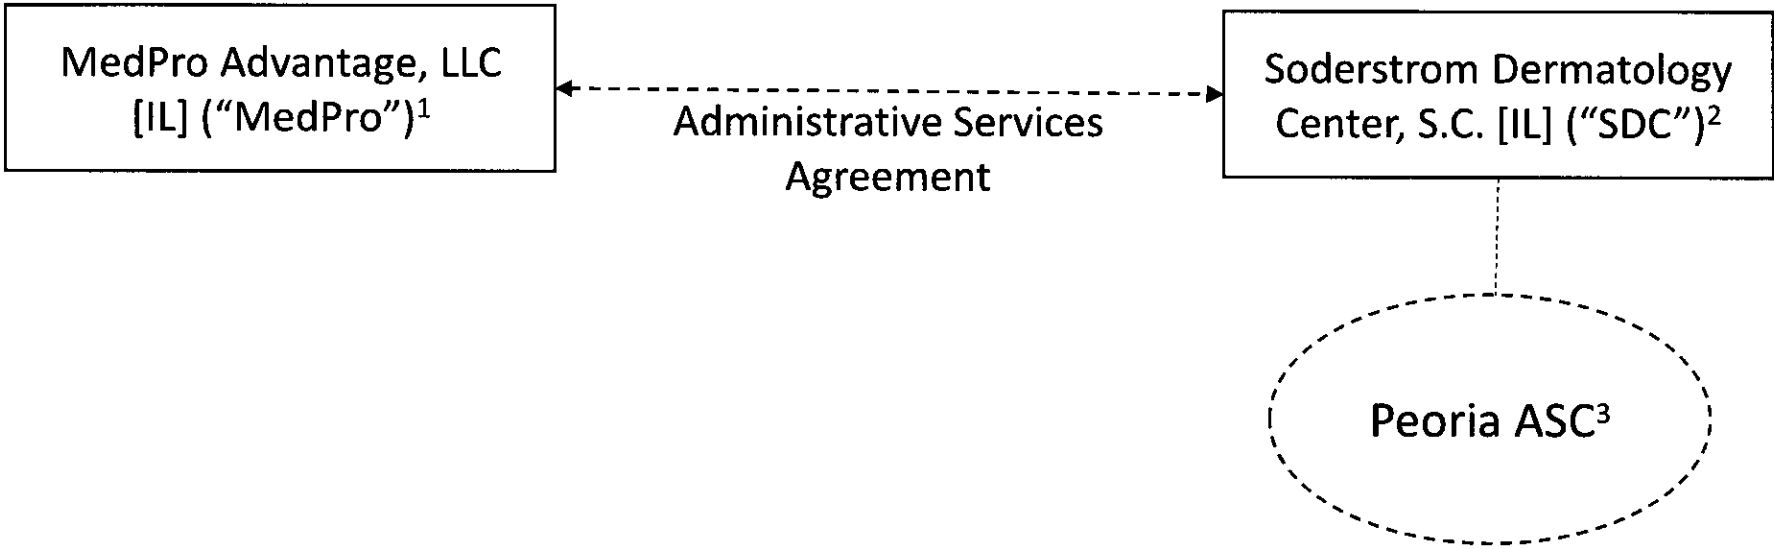 MedPro Advantage, LLC
[IL] (“MedPro”)¹
Administrative Services
Agreement
Soderstrom Dermatology
Center, S.C. [IL] (“SDC”)²
Peoria ASC³